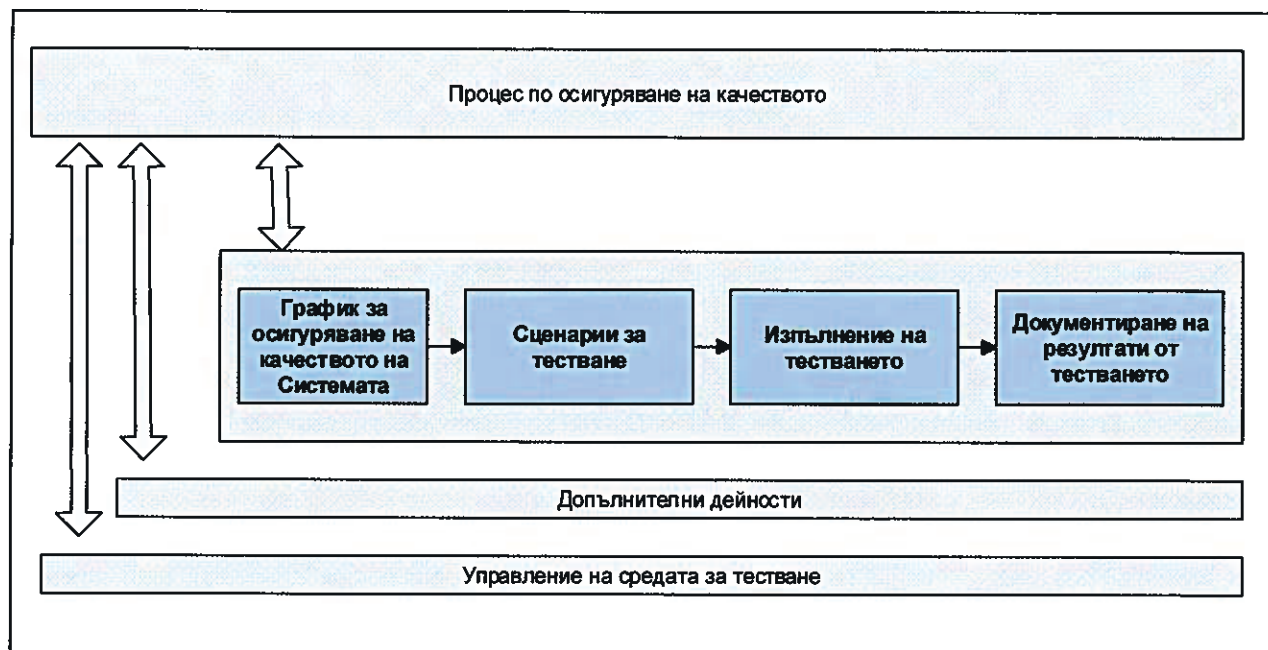 Процес по осигуряване на качеството
График за
осигуряване на
качеството на
Системата
Сценарии за
тестване
Изпълнение на
тестването
Документиране на
резултати от
тестването
Допълнителни дейности
Управление на средата за тестване